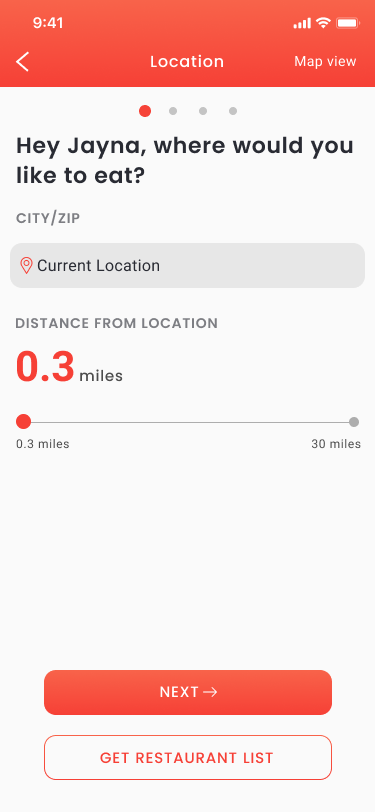 9:41
Location
Map view
Hey Jayna, where would you
like to eat?
CITY/ZIP
Current Location
DISTANCE FROM LOCATION
0.3 miles
0.3 miles
30 miles
NEXT→
GET RESTAURANT LIST